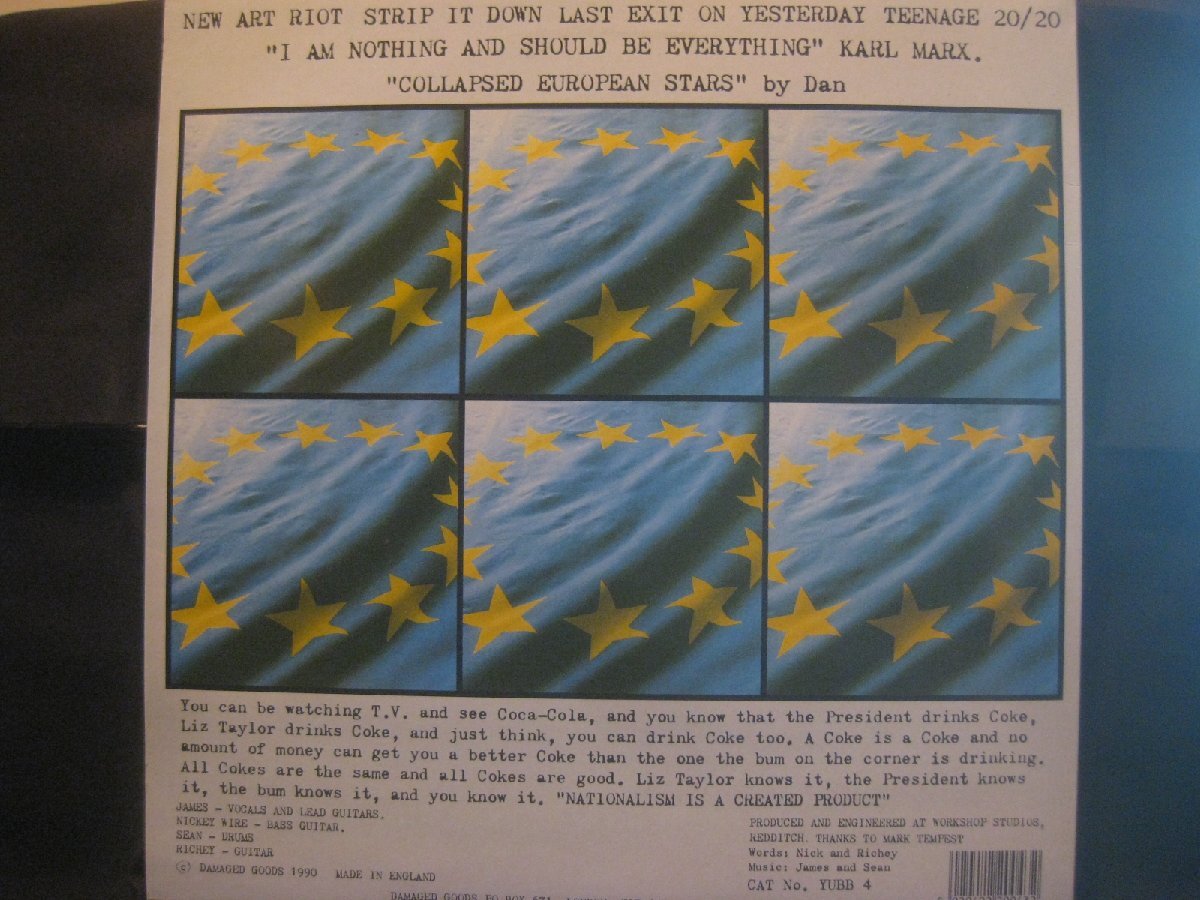 NEW ART RIOT STRIP IT DOWN LAST EXIT ON YESTERDAY TEENAGE 20/20
"I AM NOTHING AND SHOULD BE EVERYTHING" KARL MARX.
"COLLAPSED EUROPEAN STARS" by Dan
You can be watching T.V. and see Coca-Cola, and you know that the President drinks Coke,
Liz Taylor drinks Coke, and just think, you can drink Coke too. A Coke is a Coke and no
amount of money can get you a better Coke than the one the bum on the corner is drinking.
All Cokes are the same and all Cokes are good. Liz Taylor knows it, the President knows
it, the bum knows it, and you know it. "NATIONALISM IS A CREATED PRODUCT"
JAMES - VOCALS AND LEAD GUITARS.
NICKEY WIRE - BASS GUITAR.
SEAN - DRUMS
RICHEY - GUITAR
(c) DAMAGED GOODS 1990 MADE IN ENGLAND
PRODUCED AND ENGINEERED AT WORKSHOP STUDIOS,
REDDITCH. THANKS TO MARK TEMPEST
Words: Nick and Richey
Music: James and Sean
CAT No. YUBB 4
DAMAGED GOODS PO BOX 671